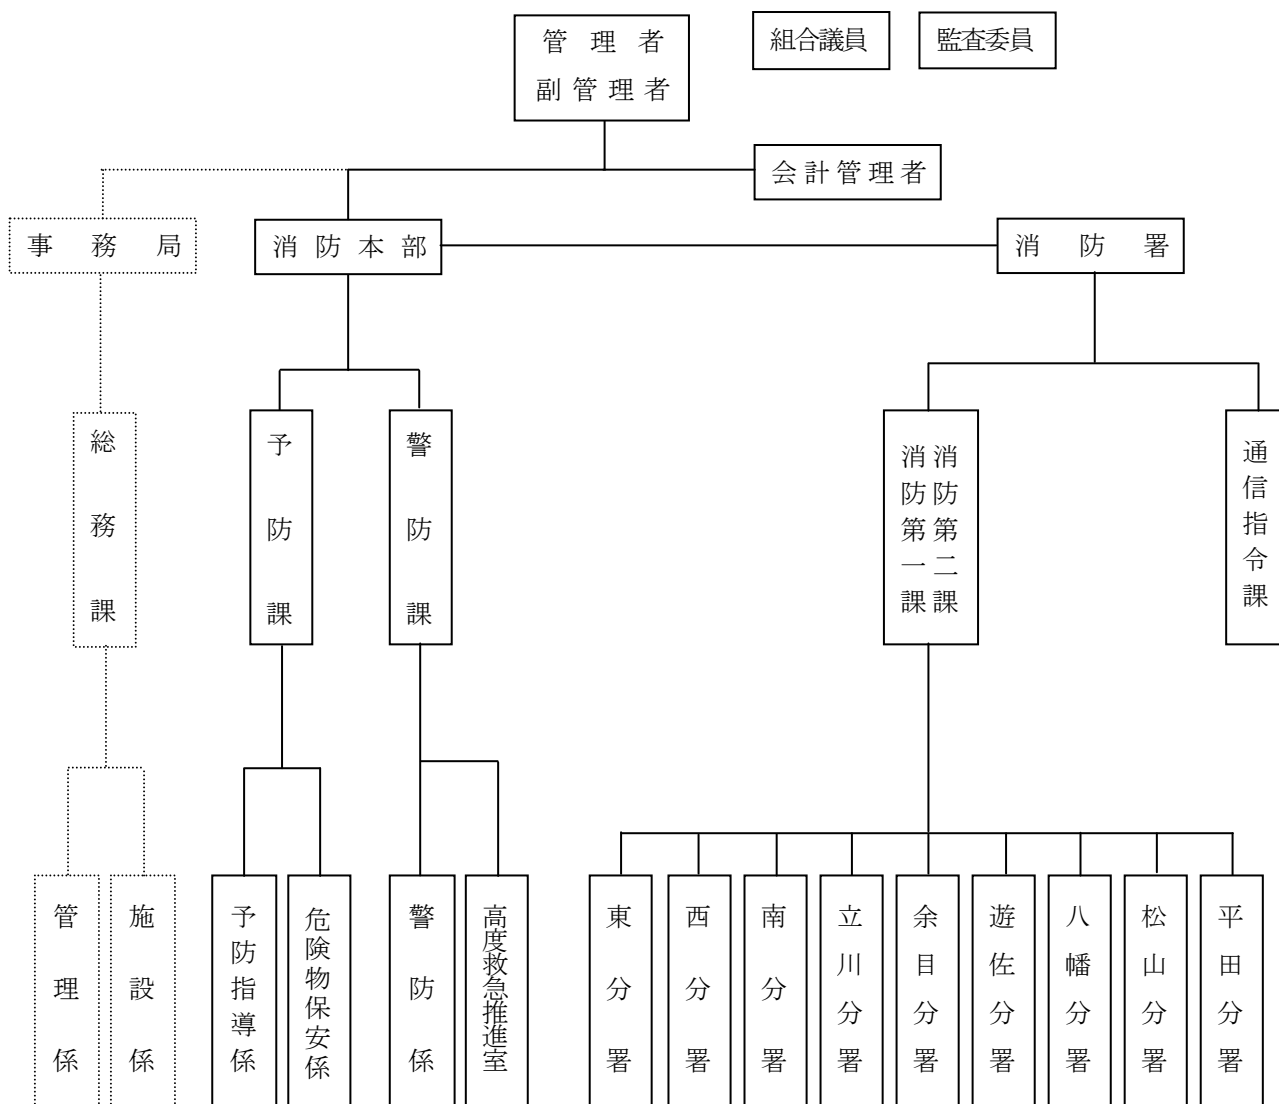 管理者
副管理者
組合議員
監査委員
会計管理者
事務局
消防本部
消防署
総務課
予防課
警防課
消防第一課
消防第二課
通信指令課
管理係
施設係
予防指導係
危険物保安係
警防係
高度救急推進室
東分署
西分署
南分署
立川分署
余目分署
遊佐分署
八幡分署
松山分署
平田分署